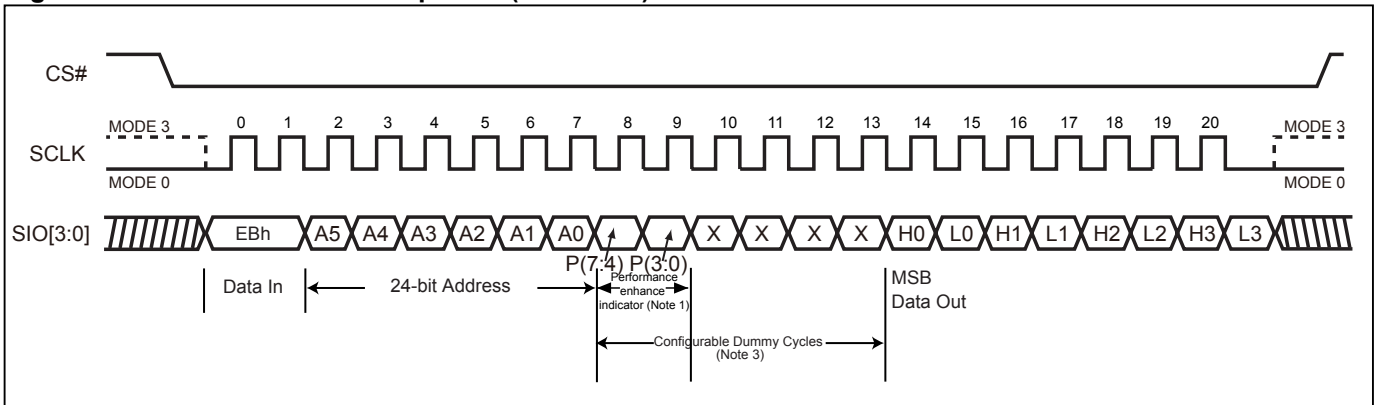 CS#
MODE 3
0 1 2 3 4 5 6 7 8 9 10 11 12 13 14 15 16 17 18 19 20
MODE 3
SCLK
MODE 0
MODE 0
SIO[3:0]
EBh A5 A4 A3 A2 A1 A0 X X X X H0 L0 H1 L1 H2 L2 H3 L3
P(7:4) P(3:0)
Data In
24-bit Address
Performance
enhance
indicator (Note 1)
MSB
Data Out
Configurable Dummy Cycles
(Note 3)